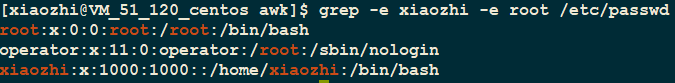 [xiaozhi@VM_51_120_centos awk]$ grep -e xiaozhi -e root /etc/passwd
root:x:0:0:root:/root:/bin/bash
operator:x:11:0:operator:/root:/sbin/nologin
xiaozhi:x:1000:1000::/home/xiaozhi:/bin/bash